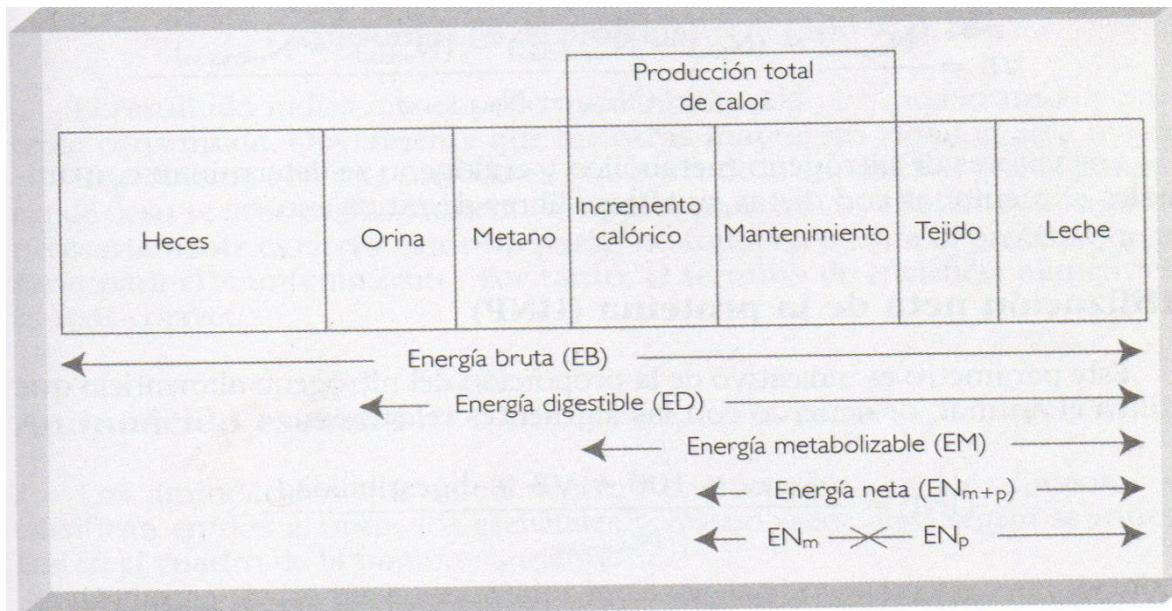 Producción total
de calor
Heces
Orina
Metano
Incremento
calórico
Mantenimiento
Tejido
Leche
Energía bruta (EB)
Energía digestible (ED)
Energía metabolizable (EM)
Energía neta (ENm+p)
ENm
ENp